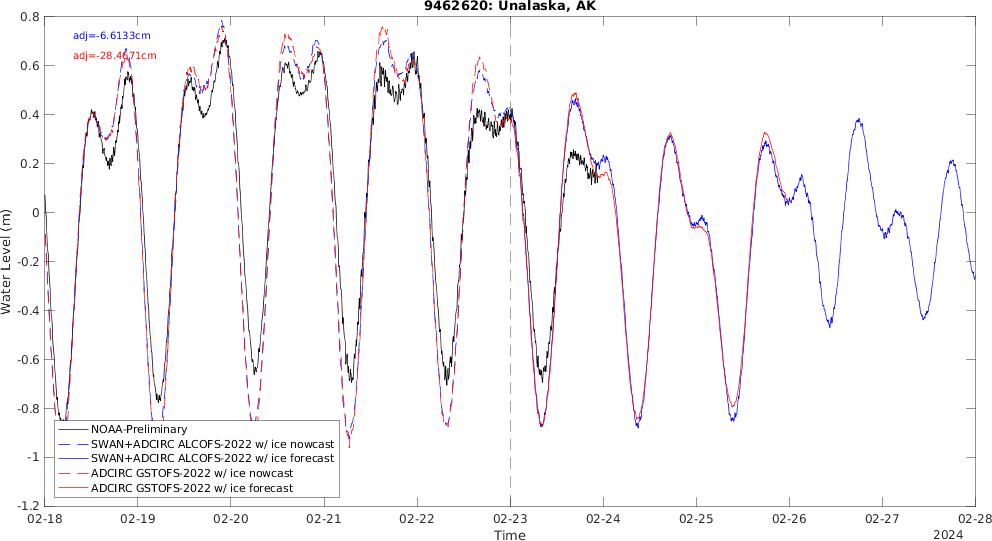 9462620: Unalaska, AK
adj=-6.6133cm
adj=-28.4671cm
Water Level (m)
0.8
0.6
0.4
0.2
0
-0.2
-0.4
-0.6
-0.8
-1
-1.2
NOAA-Preliminary
SWAN+ADCIRC ALCOFS-2022 w/ ice nowcast
SWAN+ADCIRC ALCOFS-2022 w/ ice forecast
ADCIRC GSTOFS-2022 w/ ice nowcast
ADCIRC GSTOFS-2022 w/ ice forecast
02-18 02-19 02-20 02-21 02-22 02-23 02-24 02-25 02-26 02-27 02-28
Time
2024